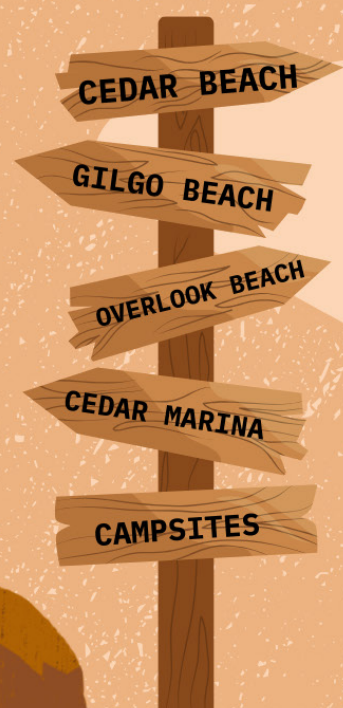 CEDAR BEACH
GILGO BEACH
OVERLOOK BEACH
CEDAR MARINA
CAMPSITES